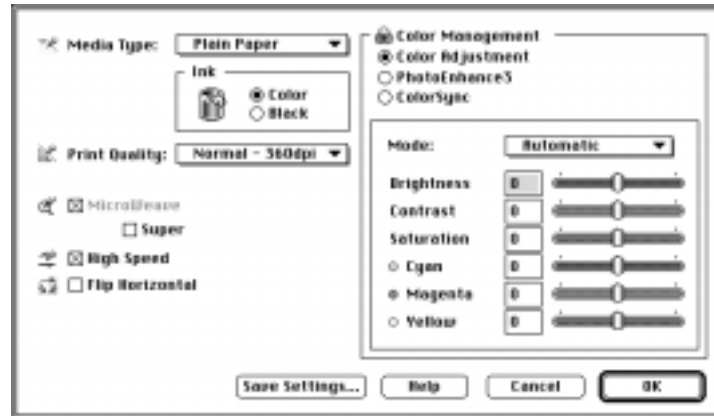 Media Type: Plain Paper
Ink
Color
Black
Print Quality: Normal - 360dpi
MicroWeave
Super
High Speed
Flip Horizontal
Color Management
Color Adjustment
PhotoEnhance3
ColorSync
Mode: Automatic
Brightness 0
Contrast 0
Saturation 0
Cyan 0
Magenta 0
Yellow 0
Save Settings... Help Cancel OK